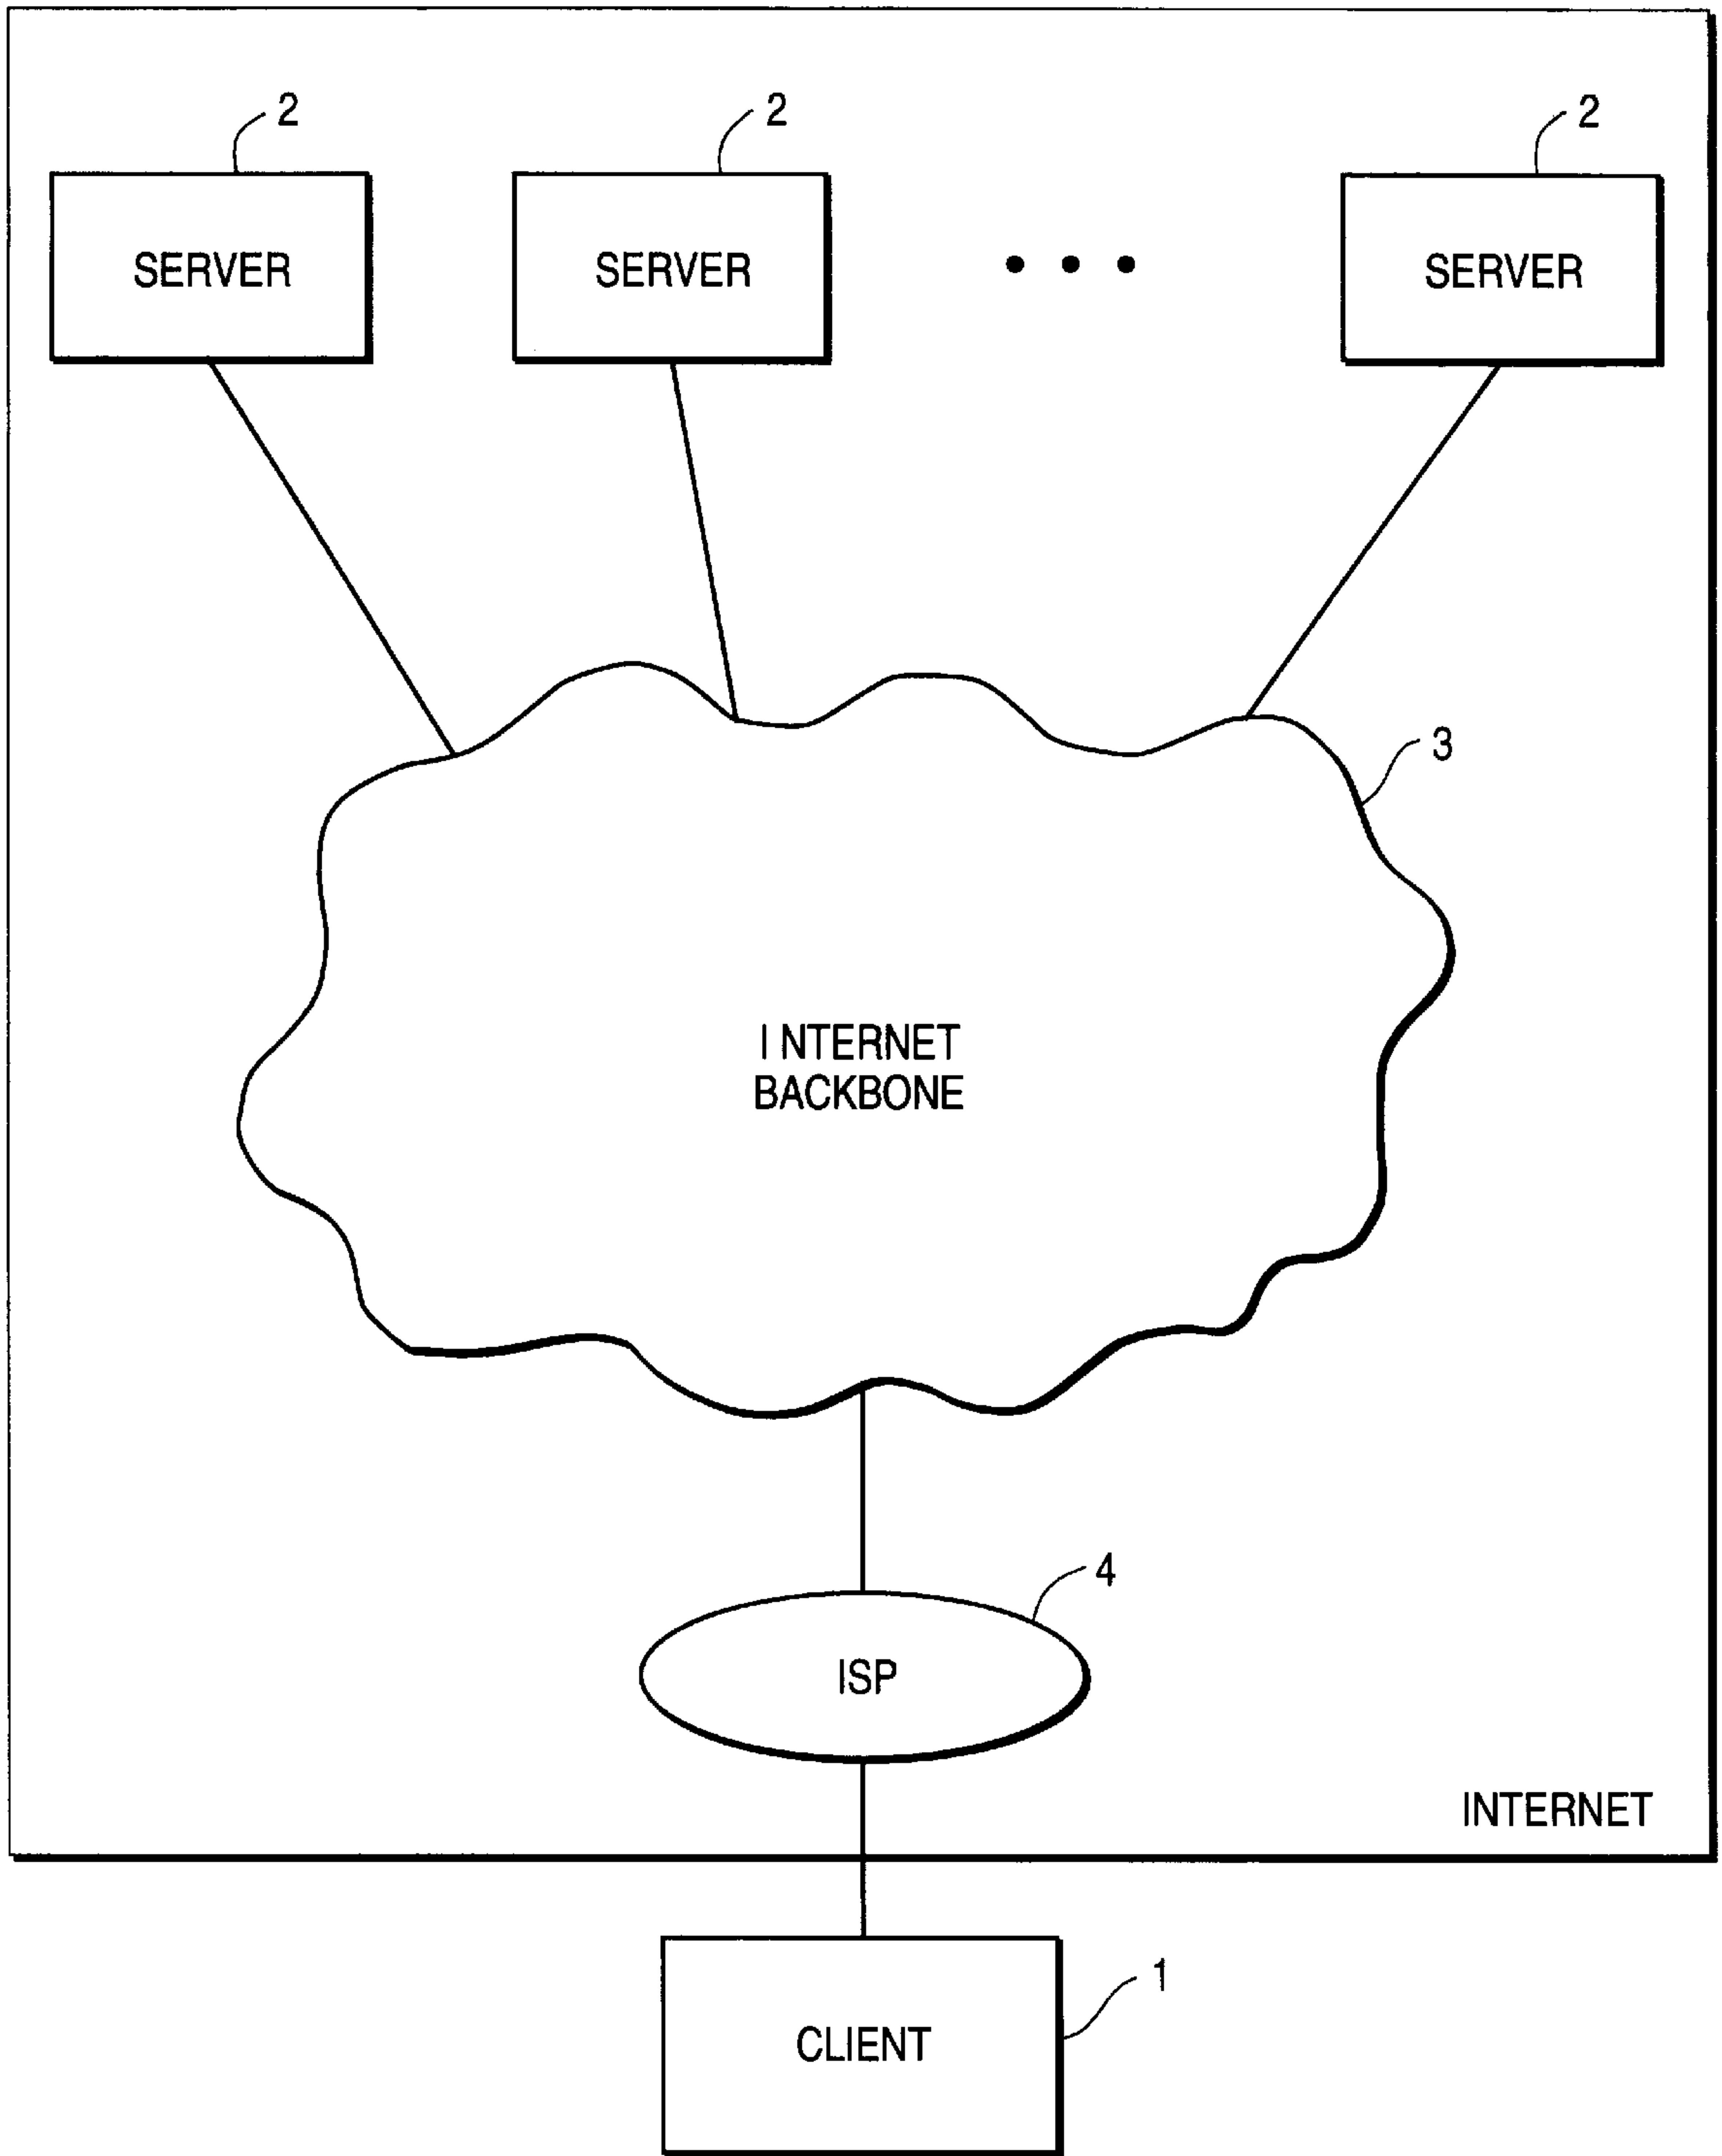 2 2 2
SERVER SERVER • • • SERVER
3
I NTERNET
BACKBONE
4
ISP
INTERNET
1
CLIENT